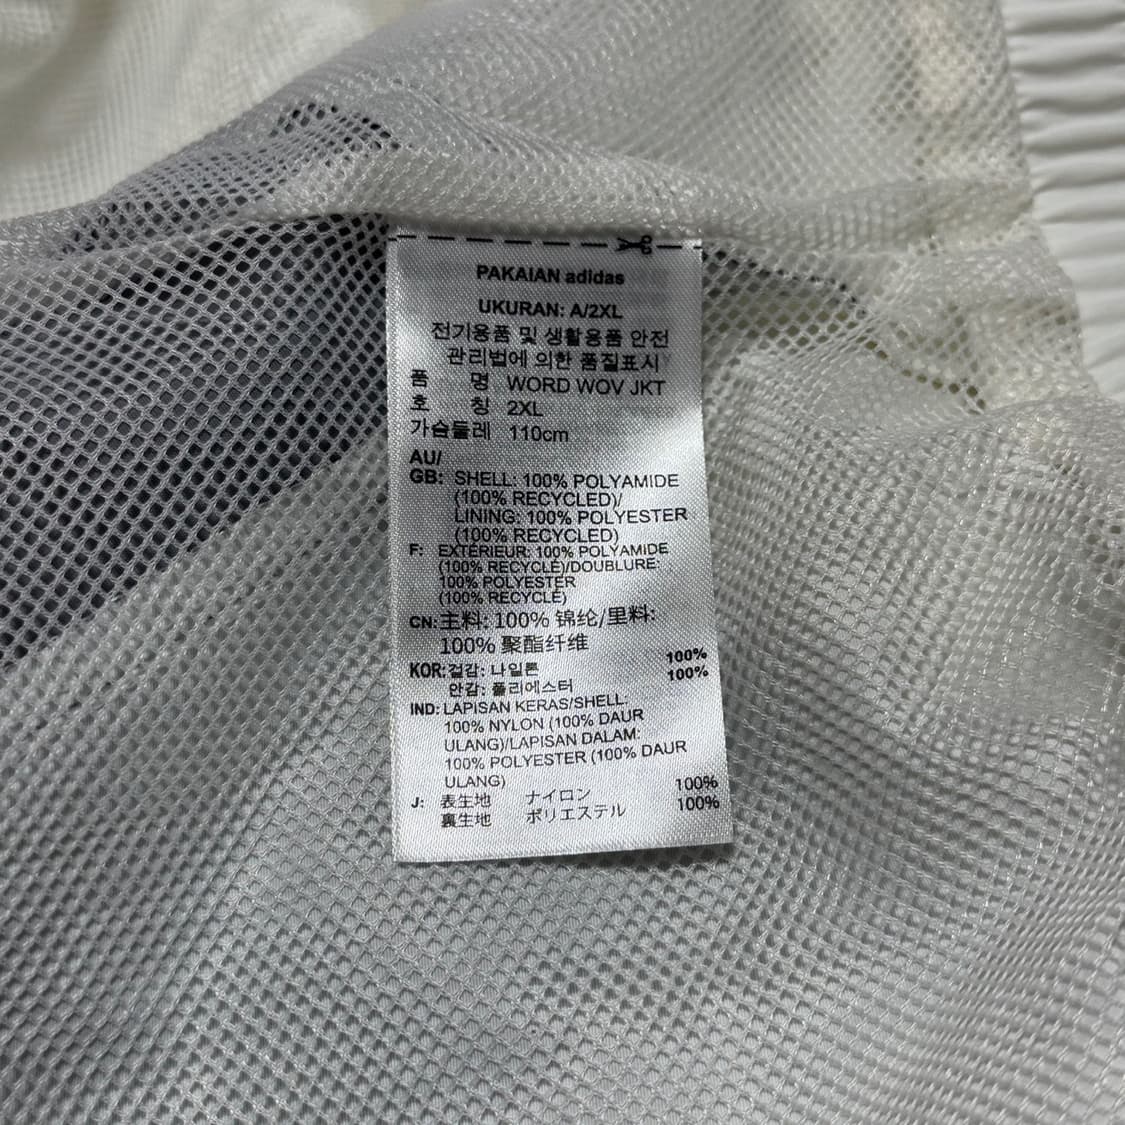 PAKAIAN adidas
UKURAN: A/2XL
전기용품 및 생활용품 안전
관리법에 의한 품질표시
품 명 WORD WOV JKT
호 칭 2XL
가슴둘레 110cm
AU/
GB: SHELL: 100% POLYAMIDE
(100% RECYCLED)/
LINING: 100% POLYESTER
(100% RECYCLED)
F: EXTÉRIEUR: 100% POLYAMIDE
(100% RECYCLÉ)/DOUBLURE:
100% POLYESTER
(100% RECYCLÉ)
CN: 主料: 100% 锦纶/里料:
100% 聚酯纤维
KOR: 겉감: 나일론 100%
안감: 폴리에스터 100%
IND: LAPISAN KERAS/SHELL:
100% NYLON (100% DAUR
ULANG)/LAPISAN DALAM:
100% POLYESTER (100% DAUR
ULANG)
J: 表生地 ナイロン 100%
裏生地 ポリエステル 100%